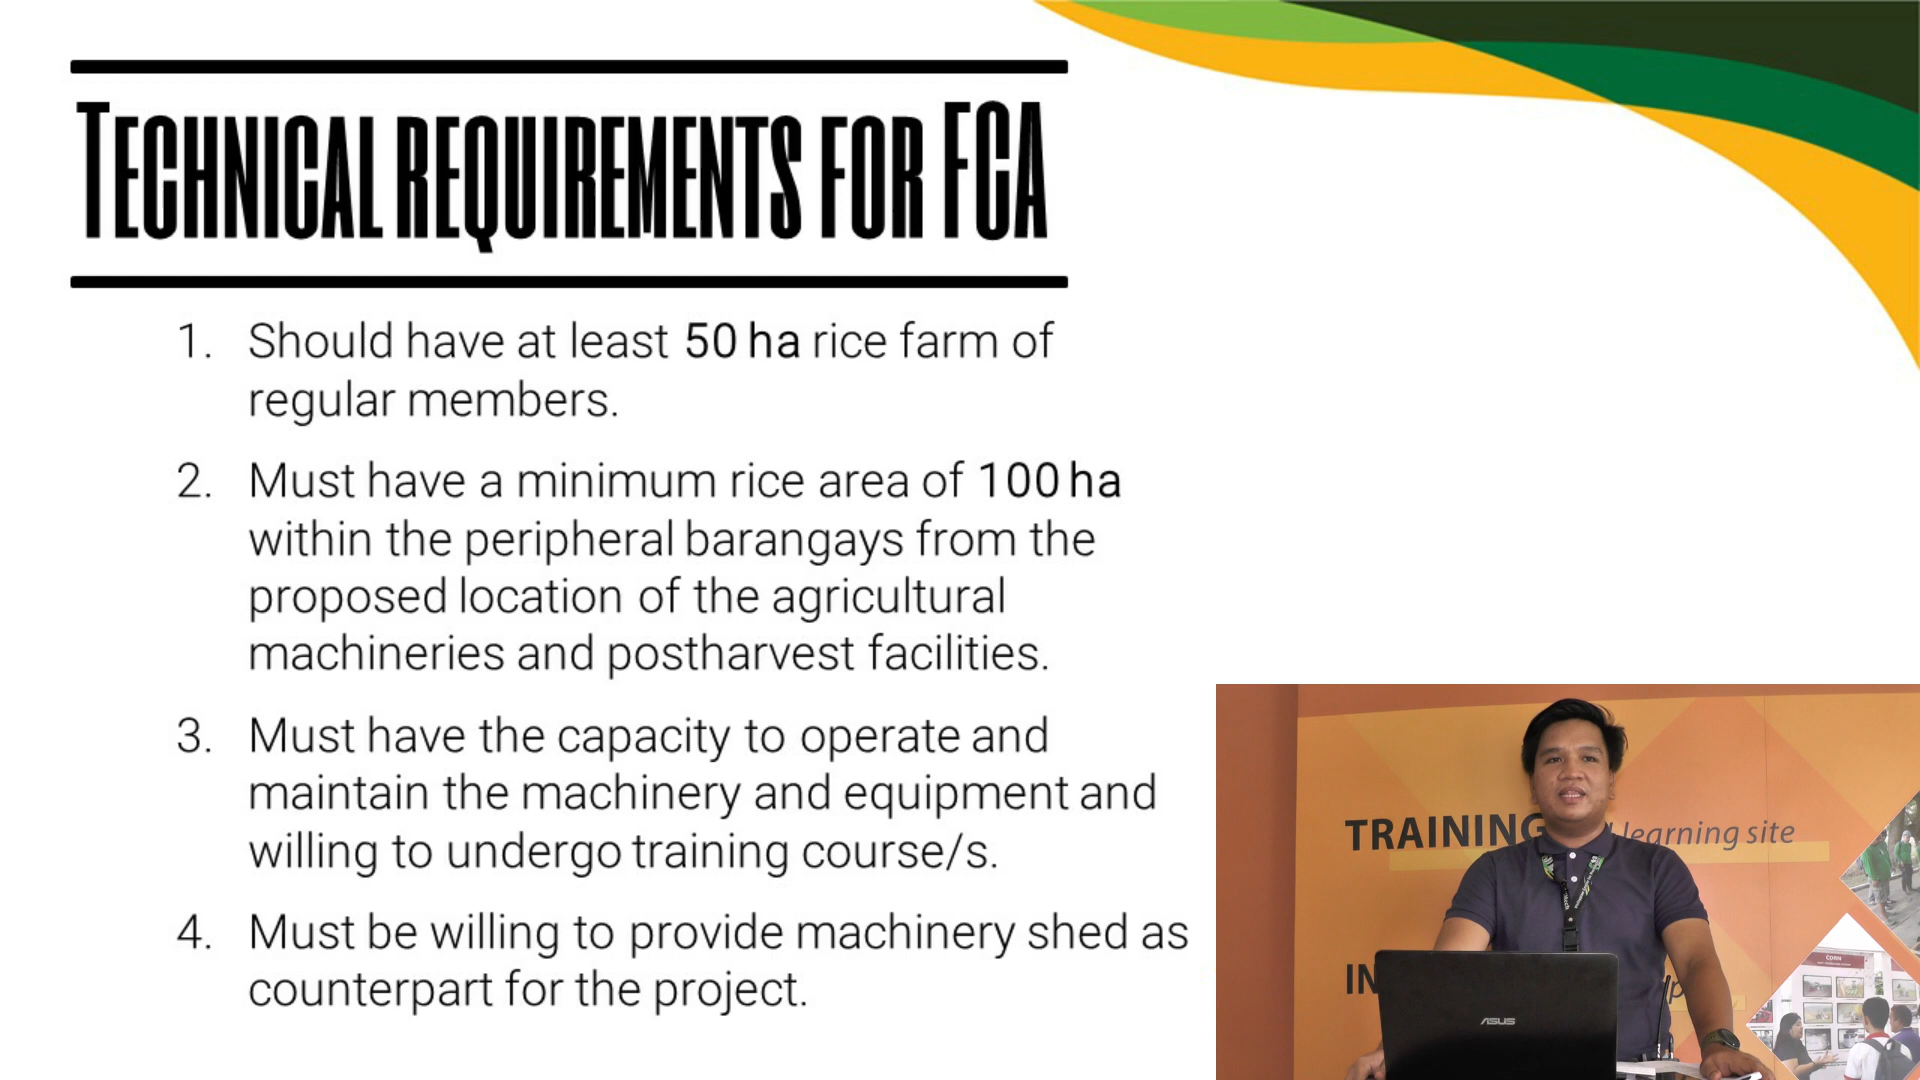 TECHNICAL REQUIREMENTS FOR FCA
1. Should have at least 50 ha rice farm of
regular members.
2. Must have a minimum rice area of 100 ha
within the peripheral barangays from the
proposed location of the agricultural
machineries and postharvest facilities.
3. Must have the capacity to operate and
maintain the machinery and equipment and
willing to undergo training course/s.
4. Must be willing to provide machinery shed as
counterpart for the project.
TRAINING learning site
ASUS
CORN